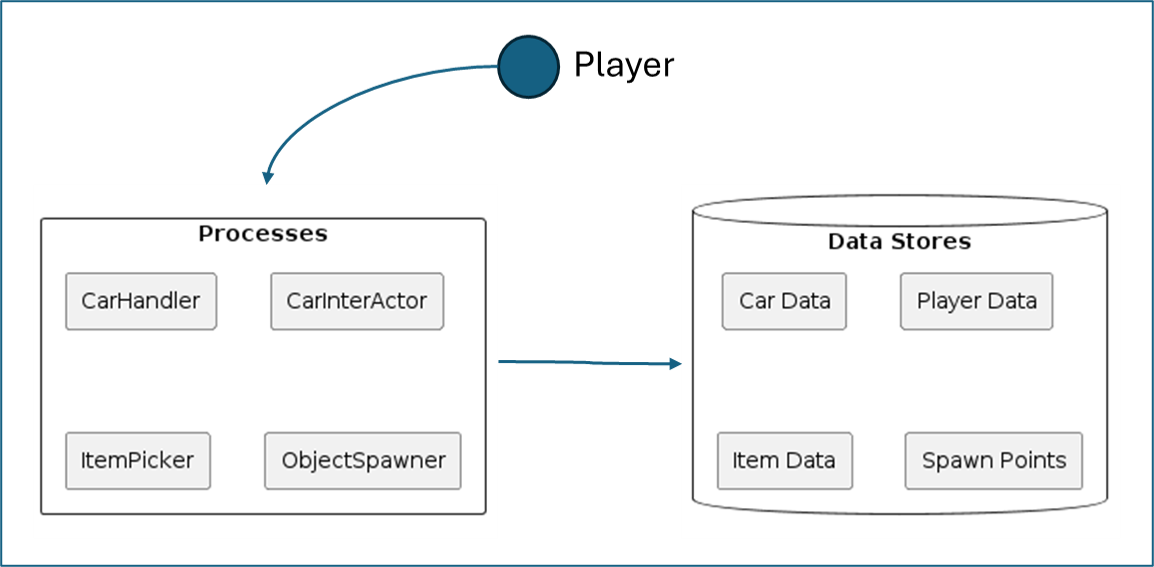 Player
Processes
CarHandler
CarInterActor
ItemPicker
ObjectSpawner
Data Stores
Car Data
Player Data
Item Data
Spawn Points